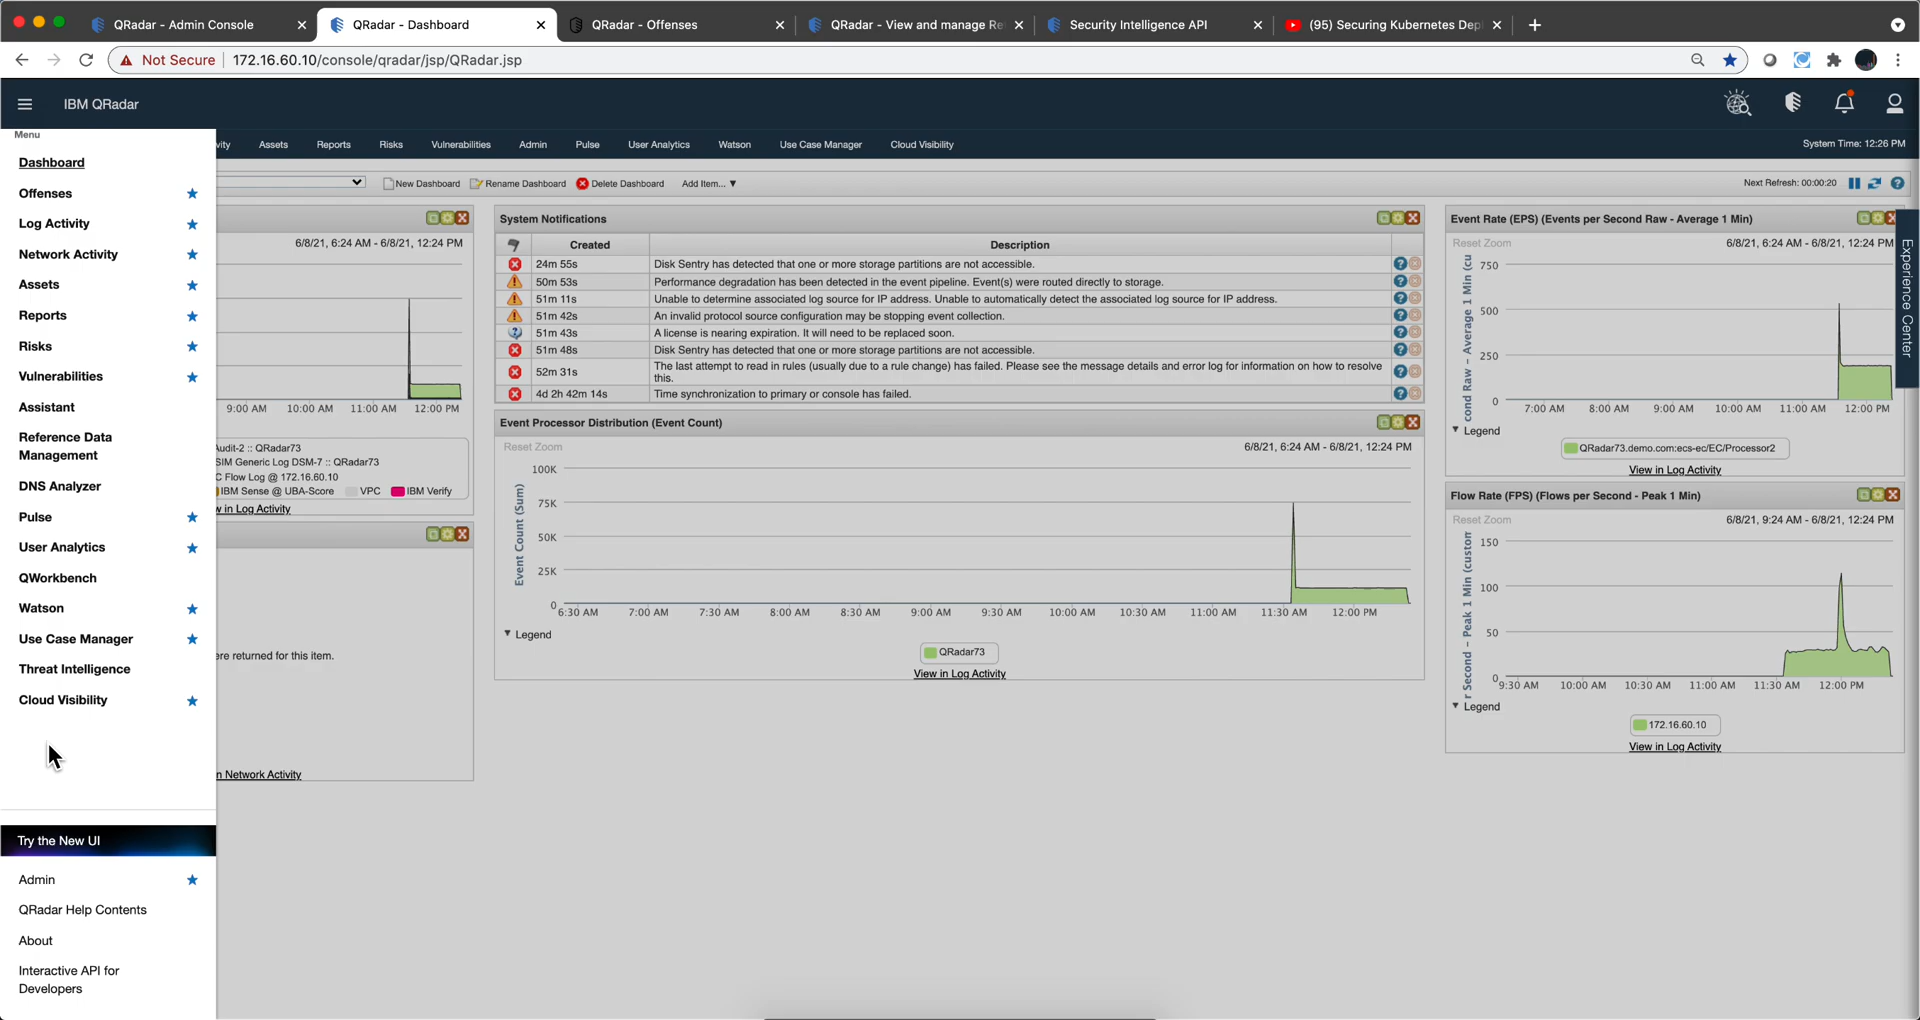 QRadar - Admin Console
QRadar - Dashboard
QRadar - Offenses
QRadar - View and manage Re
Security Intelligence API
(95) Securing Kubernetes Dep
Not Secure
172.16.60.10/console/qradar/jsp/QRadar.jsp
IBM QRadar
Menu
Dashboard
Offenses
Log Activity
Network Activity
Assets
Reports
Risks
Vulnerabilities
Assistant
Reference Data
Management
DNS Analyzer
Pulse
User Analytics
QWorkbench
Watson
Use Case Manager
Threat Intelligence
Cloud Visibility
Try the New UI
Admin
QRadar Help Contents
About
Interactive API for
Developers
vity Assets Reports Risks Vulnerabilities Admin Pulse User Analytics Watson Use Case Manager Cloud Visibility
System Time: 12:26 PM
New Dashboard Rename Dashboard Delete Dashboard Add Item... ▼
Next Refresh: 00:00:20
6/8/21, 6:24 AM - 6/8/21, 12:24 PM
9:00 AM 10:00 AM 11:00 AM 12:00 PM
Audit-2 :: QRadar73
SIM Generic Log DSM-7 :: QRadar73
C Flow Log @ 172.16.60.10
IBM Sense @ UBA-Score VPC IBM Verify
w in Log Activity
ere returned for this item.
n Network Activity
System Notifications
Created Description
24m 55s Disk Sentry has detected that one or more storage partitions are not accessible.
50m 53s Performance degradation has been detected in the event pipeline. Event(s) were routed directly to storage.
51m 11s Unable to determine associated log source for IP address. Unable to automatically detect the associated log source for IP address.
51m 42s An invalid protocol source configuration may be stopping event collection.
51m 43s A license is nearing expiration. It will need to be replaced soon.
51m 48s Disk Sentry has detected that one or more storage partitions are not accessible.
52m 31s The last attempt to read in rules (usually due to a rule change) has failed. Please see the message details and error log for information on how to resolve
this.
4d 2h 42m 14s Time synchronization to primary or console has failed.
Event Processor Distribution (Event Count)
Reset Zoom
6/8/21, 6:24 AM - 6/8/21, 12:24 PM
Event Count (Sum)
100K
75K
50K
25K
0
6:30 AM 7:00 AM 7:30 AM 8:00 AM 8:30 AM 9:00 AM 9:30 AM 10:00 AM 10:30 AM 11:00 AM 11:30 AM 12:00 PM
▼ Legend
QRadar73
View in Log Activity
Event Rate (EPS) (Events per Second Raw - Average 1 Min)
Reset Zoom
6/8/21, 6:24 AM - 6/8/21, 12:24 PM
cond Raw - Average 1 Min (cu
750
500
250
0
7:00 AM 8:00 AM 9:00 AM 10:00 AM 11:00 AM 12:00 PM
▼ Legend
QRadar73.demo.com:ecs-ec/EC/Processor2
View in Log Activity
Flow Rate (FPS) (Flows per Second - Peak 1 Min)
Reset Zoom
6/8/21, 9:24 AM - 6/8/21, 12:24 PM
r Second - Peak 1 Min (custom
150
100
50
0
9:30 AM 10:00 AM 10:30 AM 11:00 AM 11:30 AM 12:00 PM
▼ Legend
172.16.60.10
View in Log Activity
Experience Center